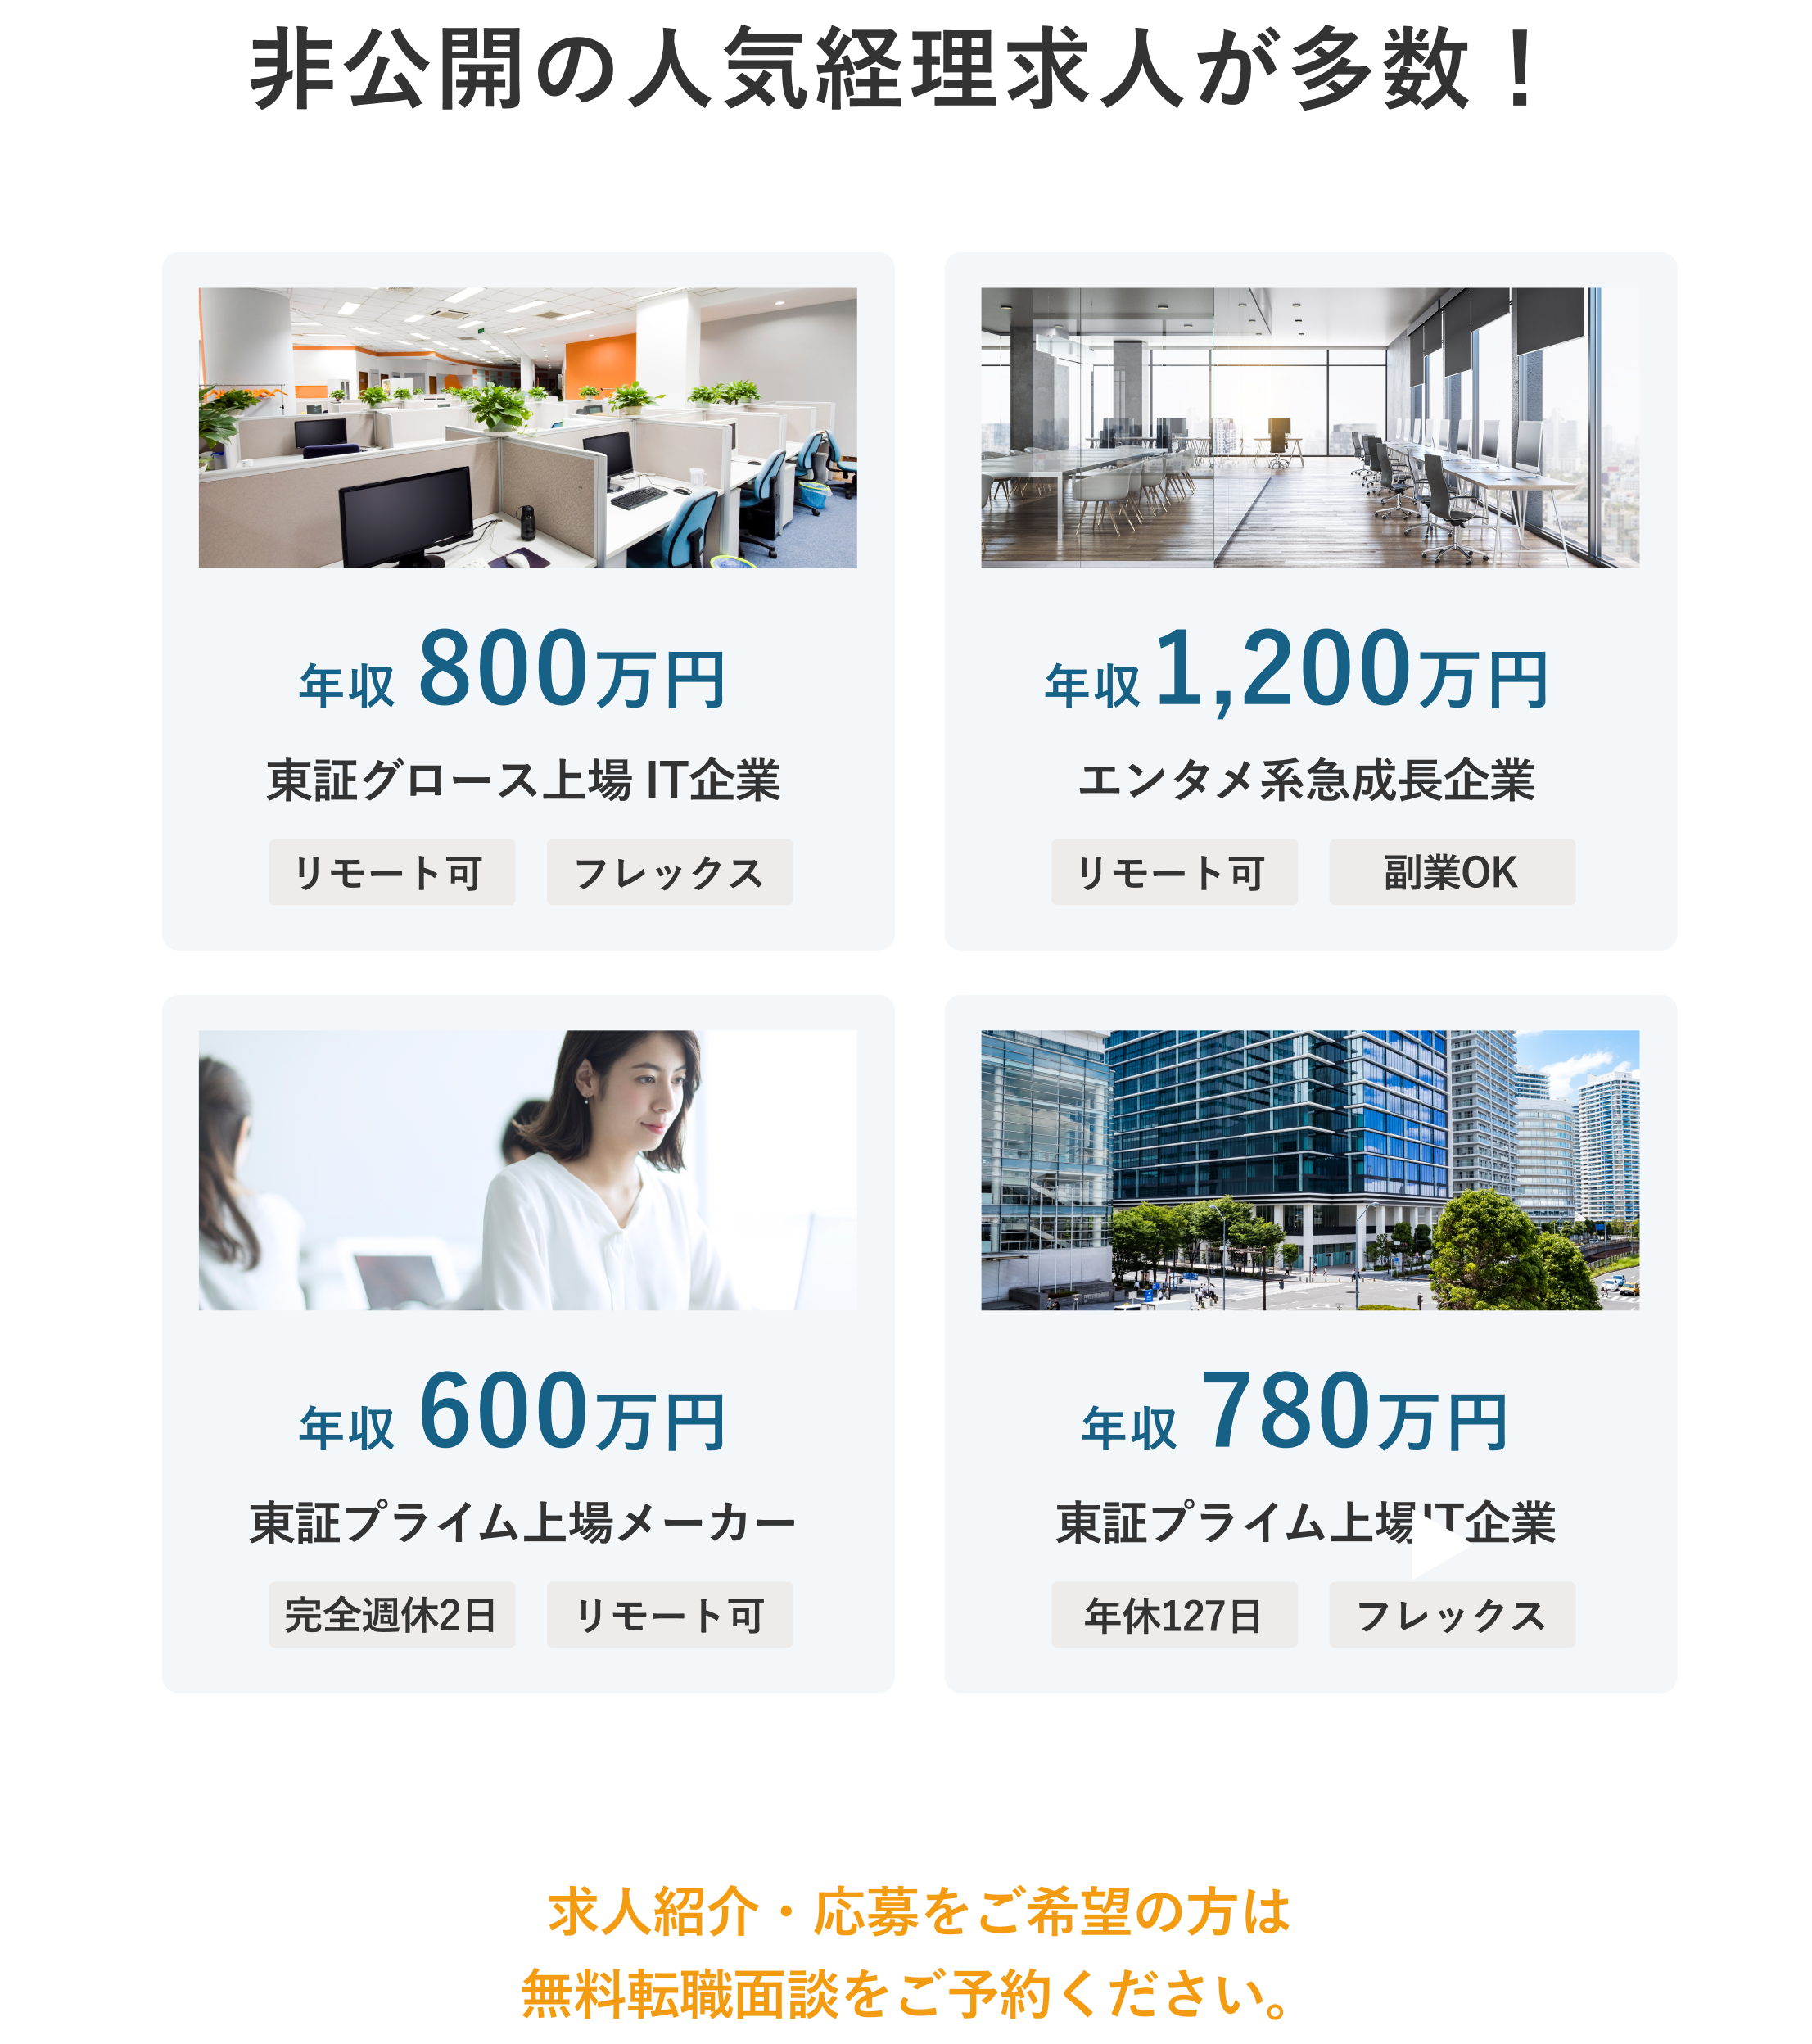 非公開の人気経理求人が多数！
年収 800万円
東証グロース上場 IT企業
リモート可
フレックス
年収 1,200万円
エンタメ系急成長企業
リモート可
副業OK
年収 600万円
東証プライム上場メーカー
完全週休2日
リモート可
年収 780万円
東証プライム上場IT企業
年休127日
フレックス
求人紹介・応募をご希望の方は
無料転職面談をご予約ください。